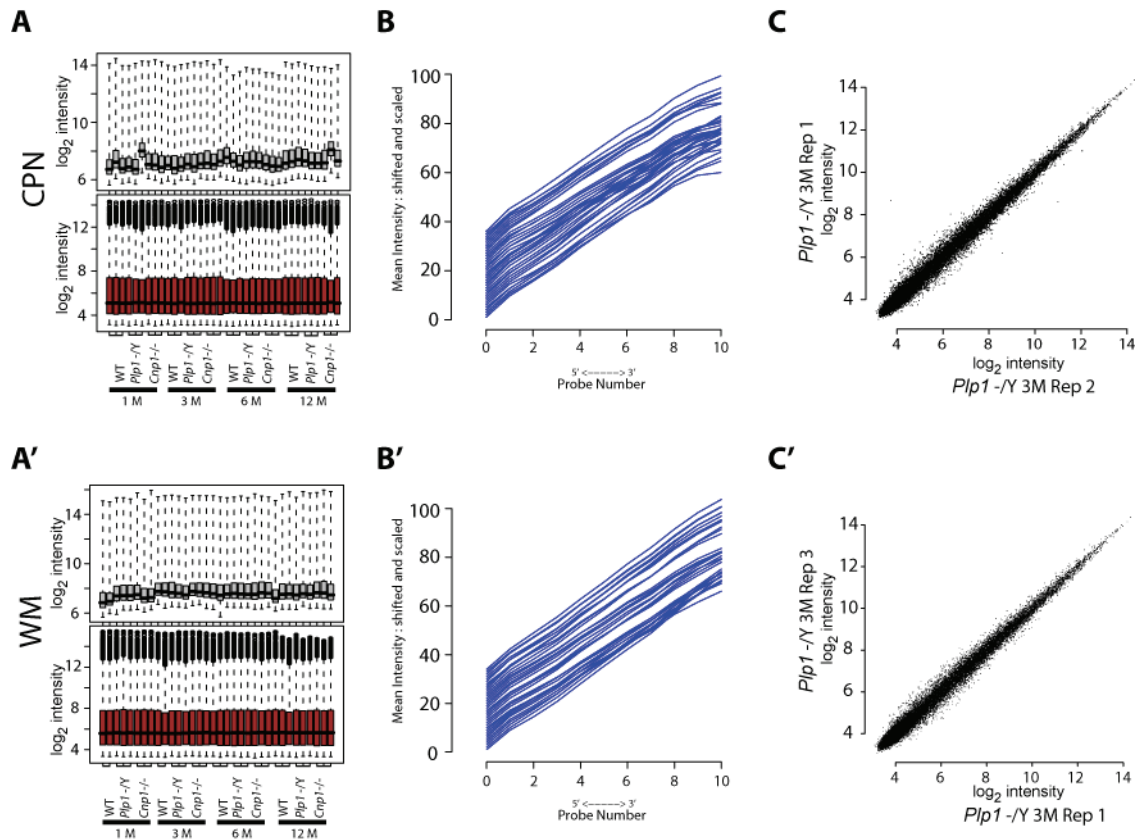 A
CPN
log2 intensity
14
10
6
log2 intensity
12
8
4
WT
Plp1 -/Y
Cnp1-/-
WT
Plp1 -/Y
Cnp1-/-
WT
Plp1 -/Y
Cnp1-/-
WT
Plp1 -/Y
Cnp1-/-
1 M
3 M
6 M
12 M
B
Mean Intensity : shifted and scaled
100
80
60
40
20
0
0 2 4 6 8 10
5' <-----> 3'
Probe Number
C
Plp1 -/Y 3M Rep 1
log2 intensity
14
12
10
8
6
4
4 6 8 10 12 14
log2 intensity
Plp1 -/Y 3M Rep 2
A'
WM
log2 intensity
14
10
6
log2 intensity
12
8
4
WT
Plp1 -/Y
Cnp1-/-
WT
Plp1 -/Y
Cnp1-/-
WT
Plp1 -/Y
Cnp1-/-
WT
Plp1 -/Y
Cnp1-/-
1 M
3 M
6 M
12 M
B'
Mean Intensity : shifted and scaled
100
80
60
40
20
0
0 2 4 6 8 10
5' <-----> 3'
Probe Number
C'
Plp1 -/Y 3M Rep 3
log2 intensity
14
12
10
8
6
4
4 6 8 10 12 14
log2 intensity
Plp1 -/Y 3M Rep 1